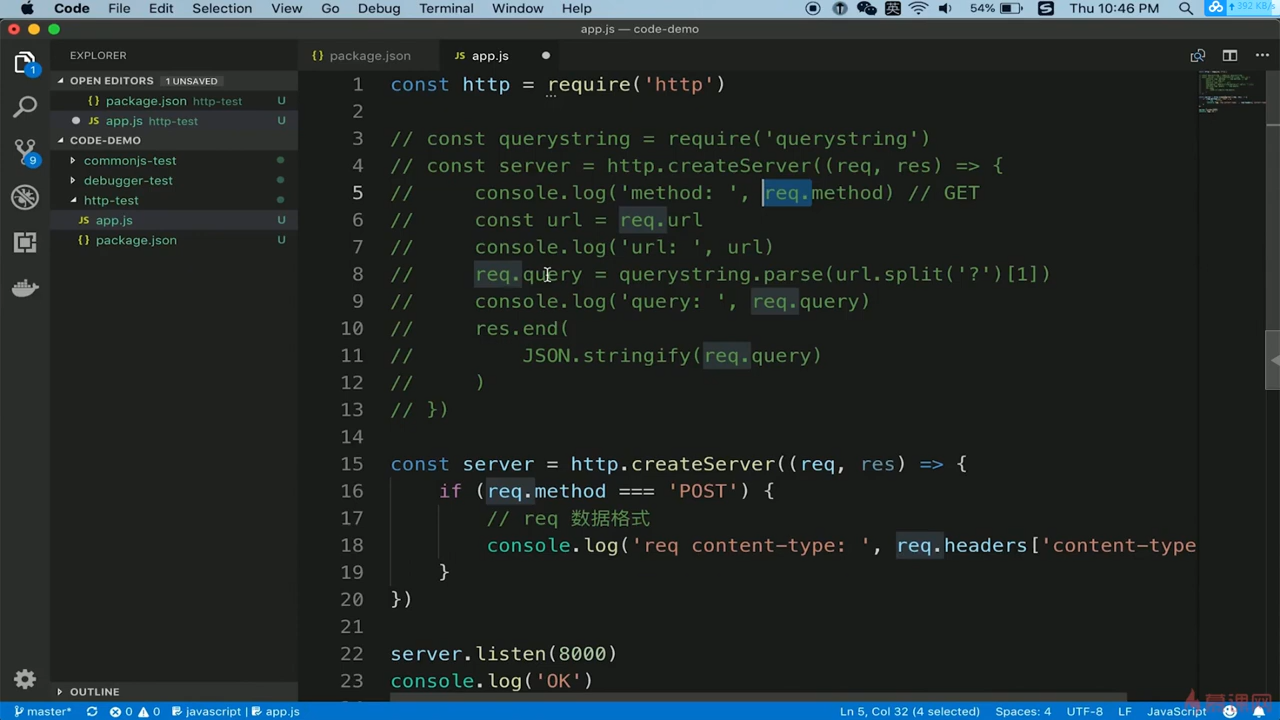 Code File Edit Selection View Go Debug Terminal Window Help 英 54% Thu 10:46 PM 392 KB/s
app.js — code-demo
EXPLORER
OPEN EDITORS 1 UNSAVED
package.json http-test U
app.js http-test U
CODE-DEMO
commonjs-test
debugger-test
http-test
app.js U
package.json U
OUTLINE
1
9
package.json
app.js
1 const http = require('http')
2
3 // const querystring = require('querystring')
4 // const server = http.createServer((req, res) => {
5 //     console.log('method: ', req.method) // GET
6 //     const url = req.url
7 //     console.log('url: ', url)
8 //     req.query = querystring.parse(url.split('?')[1])
9 //     console.log('query: ', req.query)
10 //     res.end(
11 //         JSON.stringify(req.query)
12 //     )
13 // })
14
15 const server = http.createServer((req, res) => {
16     if (req.method === 'POST') {
17         // req 数据格式
18         console.log('req content-type: ', req.headers['content-type
19     }
20 })
21
22 server.listen(8000)
23 console.log('OK')
master* 0 0 javascript | app.js Ln 5, Col 32 (4 selected) Spaces: 4 UTF-8 LF JavaScript
慕课网